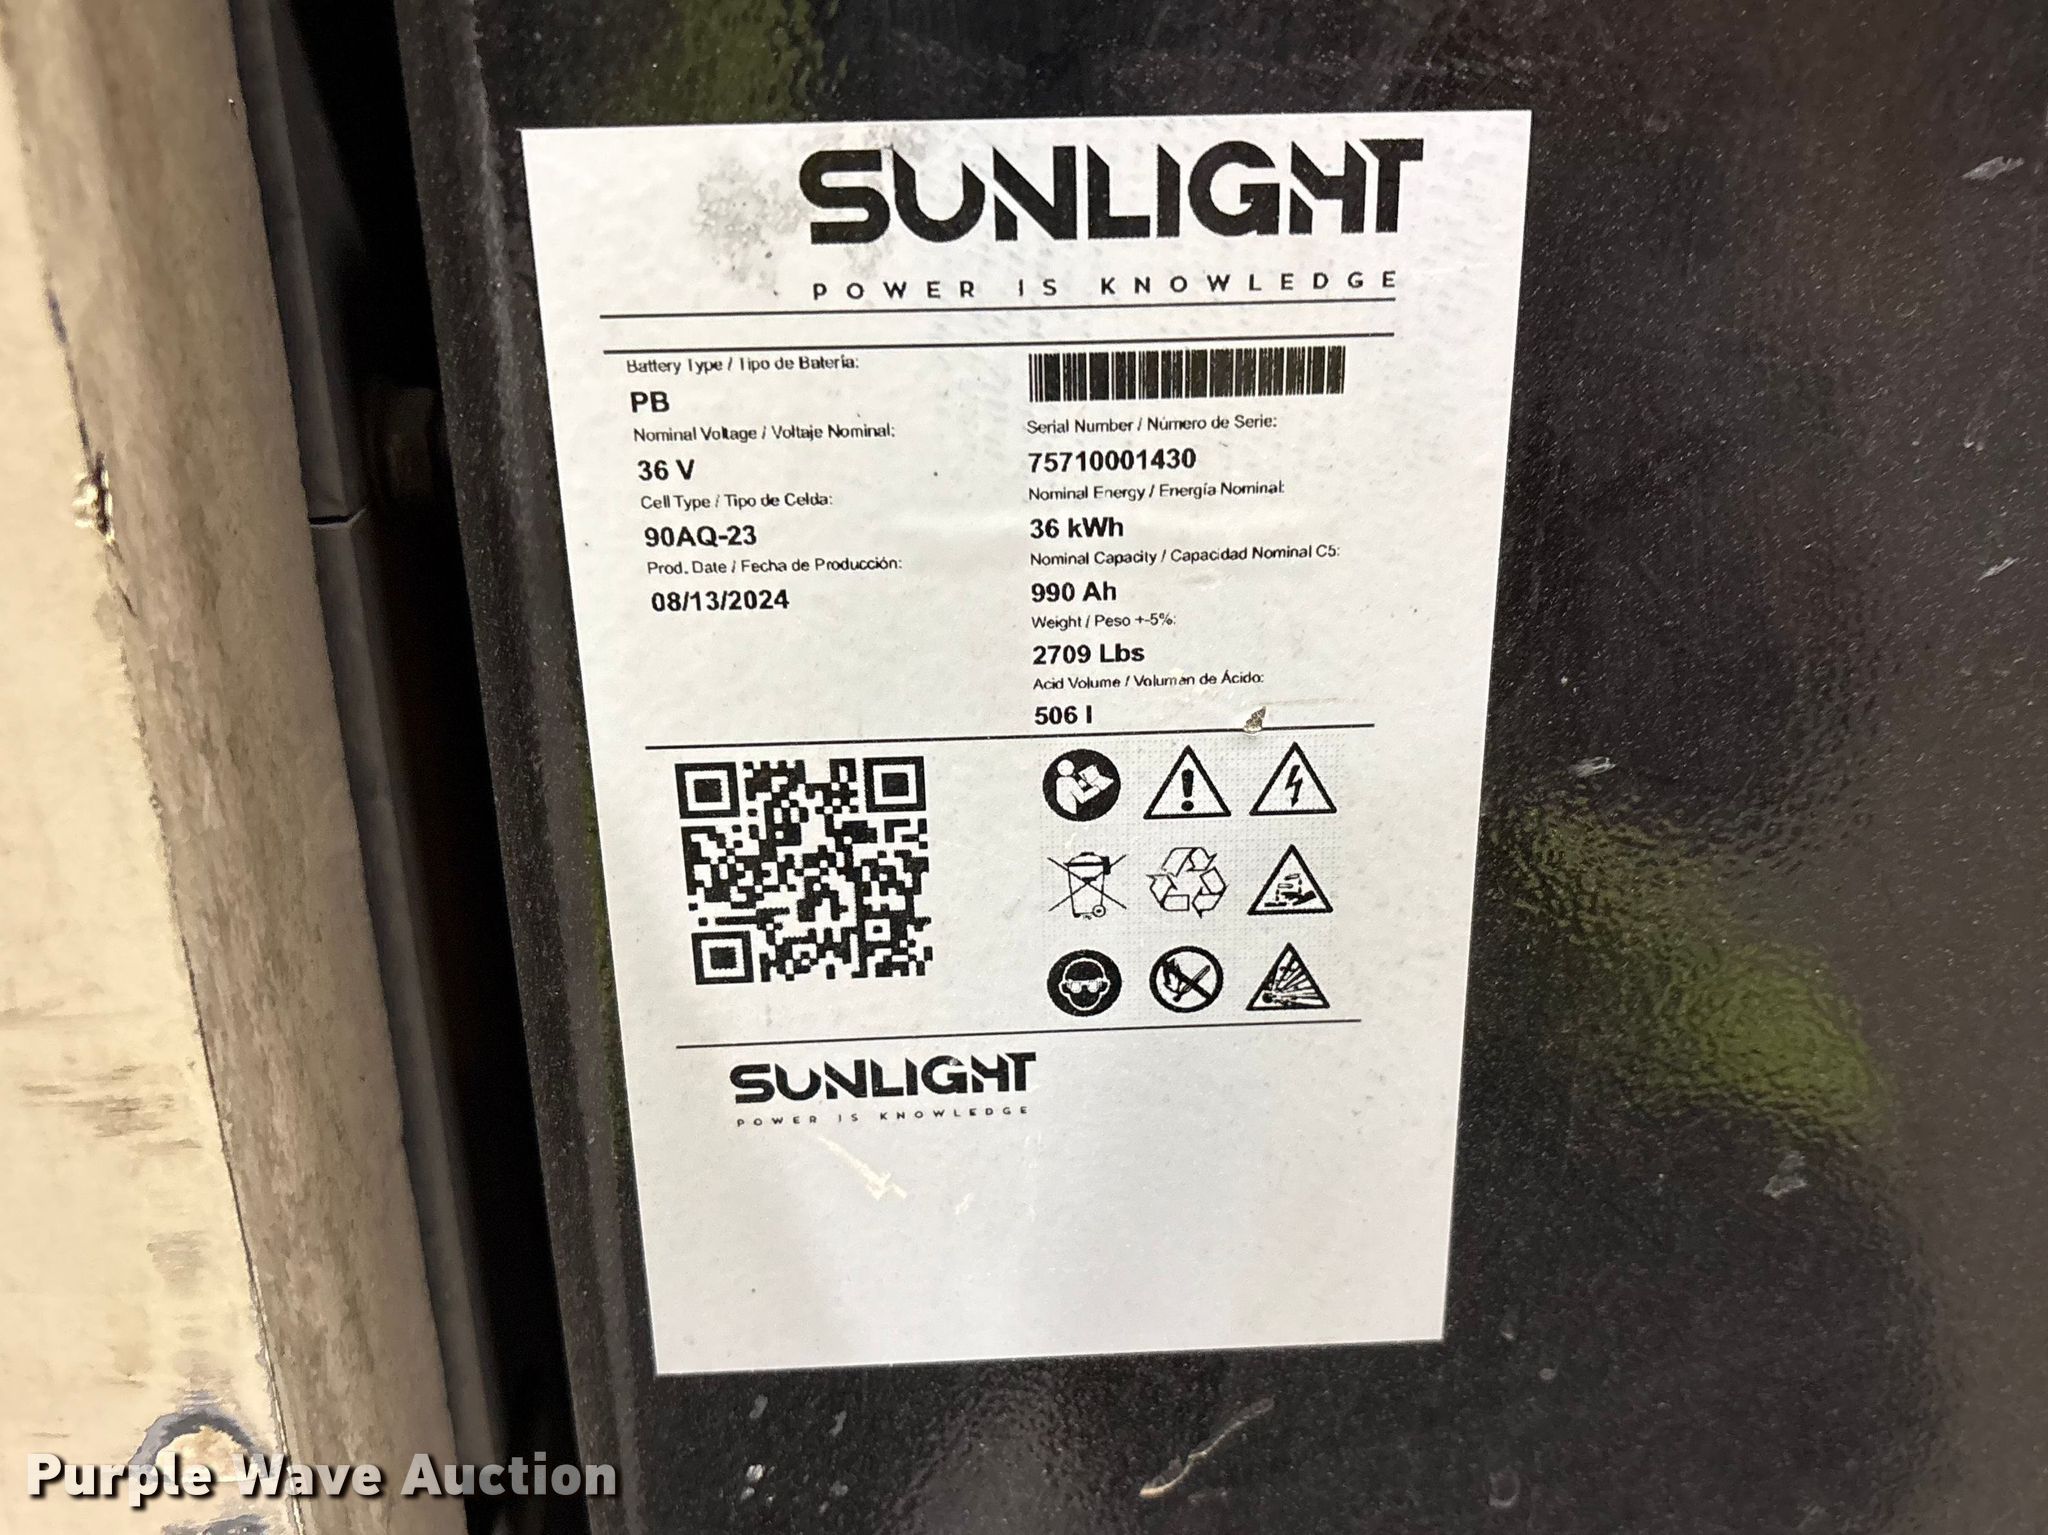 SUNLIGHT
POWER IS KNOWLEDGE
Battery Type / Tipo de Batería:
PB
Nominal Voltage / Voltaje Nominal:
36 V
Cell Type / Tipo de Celda:
90AQ-23
Prod. Date / Fecha de Producción:
08/13/2024
Serial Number / Número de Serie:
75710001430
Nominal Energy / Energía Nominal:
36 kWh
Nominal Capacity / Capacidad Nominal C5:
990 Ah
Weight / Peso +-5%:
2709 Lbs
Acid Volume / Voluman de Ácido:
506 l
SUNLIGHT
POWER IS KNOWLEDGE
Purple Wave Auction